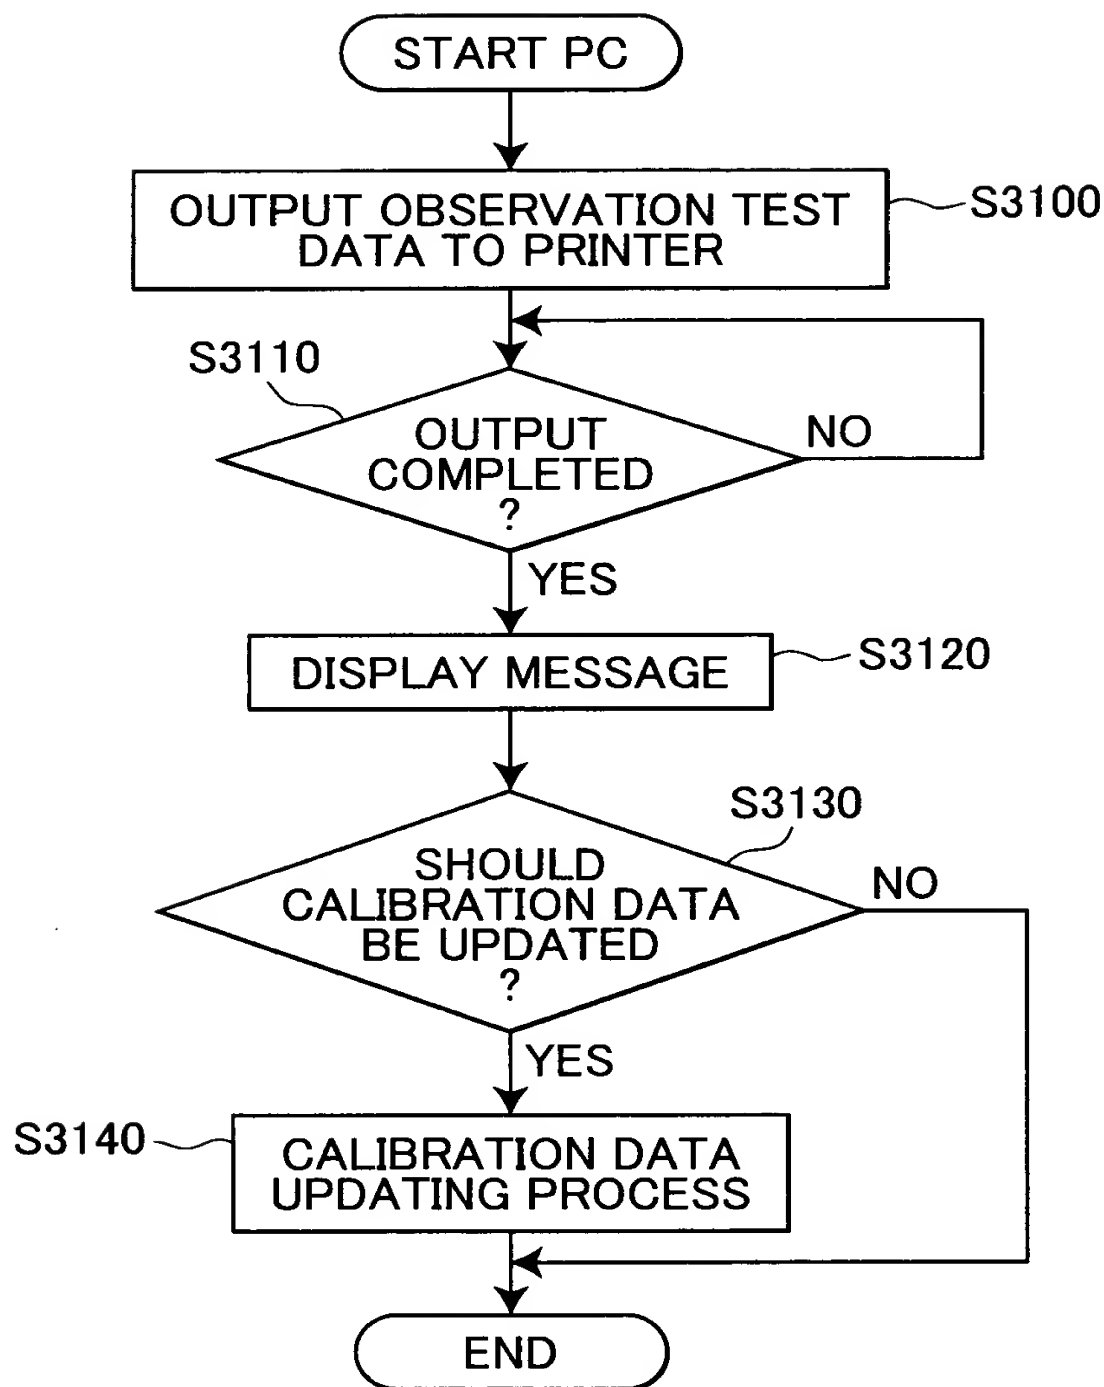 START PC
OUTPUT OBSERVATION TEST
DATA TO PRINTER
S3100
S3110
OUTPUT
COMPLETED
?
NO
YES
DISPLAY MESSAGE
S3120
S3130
SHOULD
CALIBRATION DATA
BE UPDATED
?
NO
YES
S3140
CALIBRATION DATA
UPDATING PROCESS
END